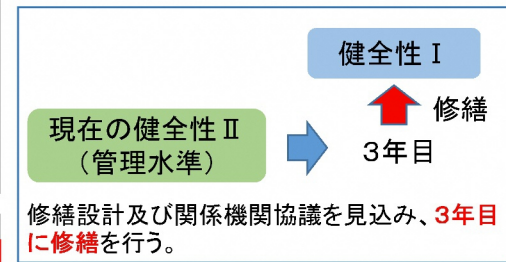 健全性Ⅰ
修繕
現在の健全性Ⅱ
（管理水準）
３年目
修繕設計及び関係機関協議を見込み、３年目
に修繕を行う。